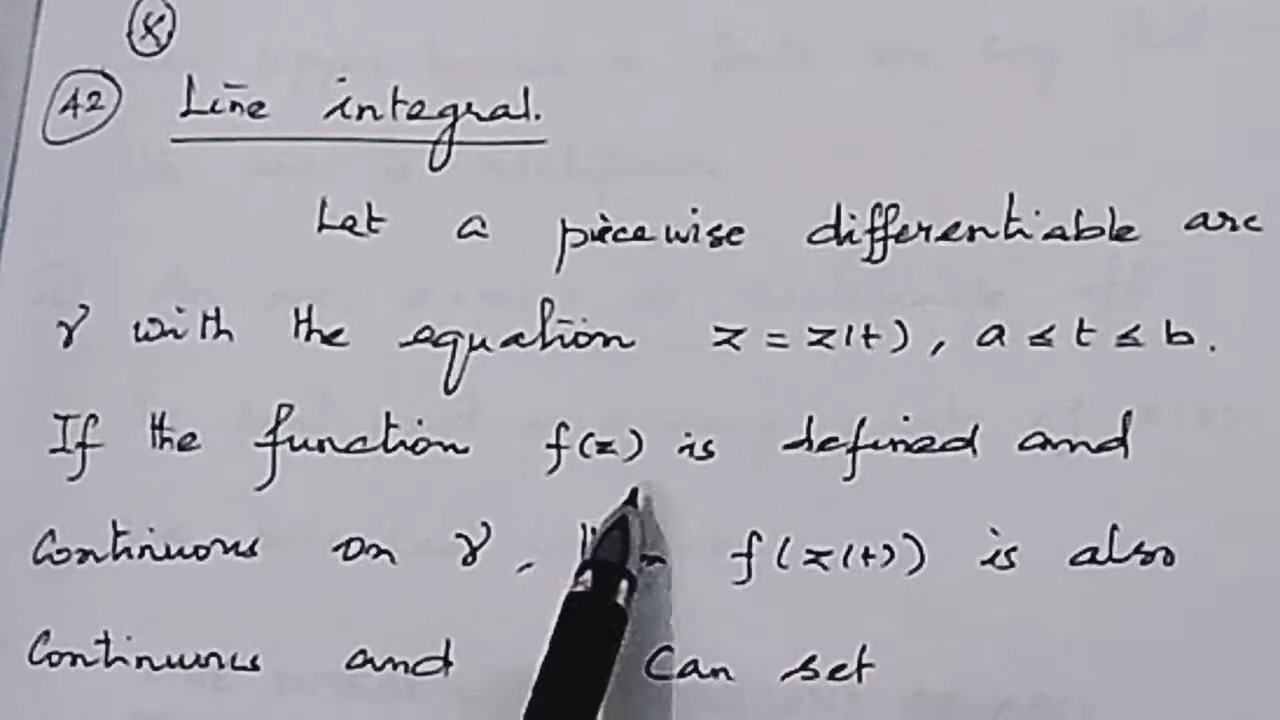 X
42 Line integral.
Let a piecewise differentiable arc
γ with the equation z = z(t), a ≤ t ≤ b.
If the function f(z) is defined and
continuous on γ, f(z(t)) is also
continuous and can set